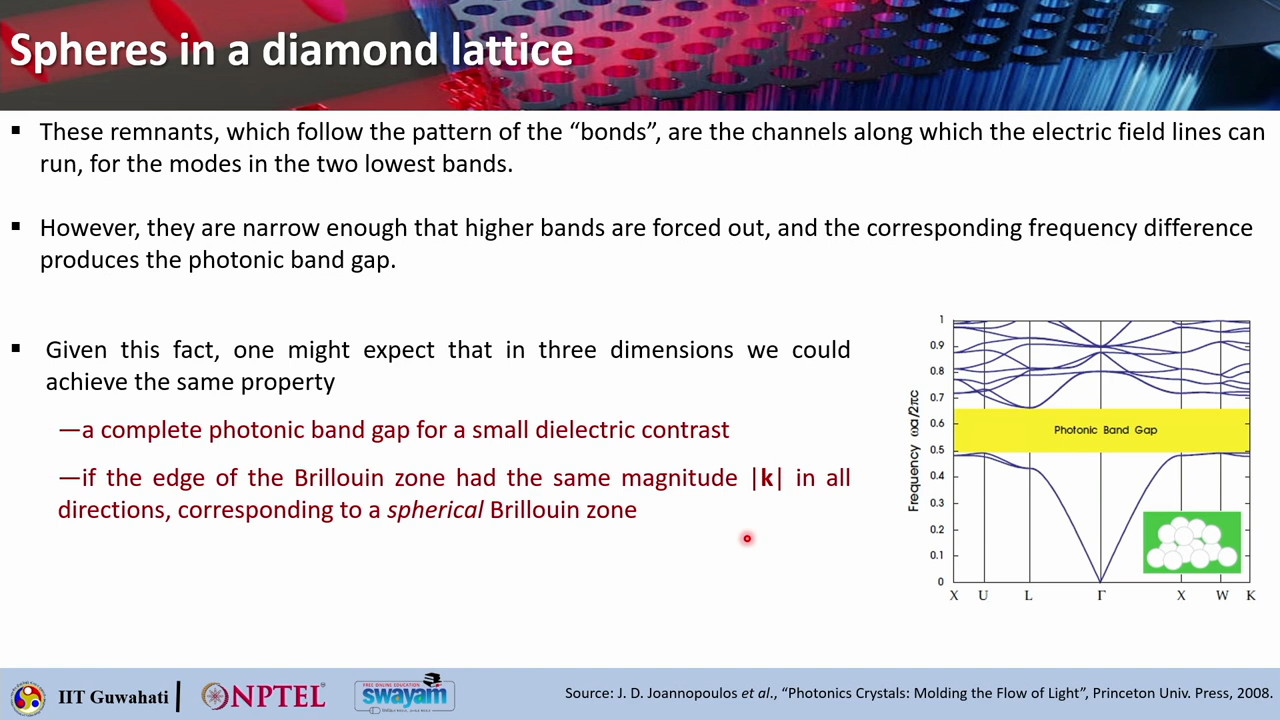 Spheres in a diamond lattice
▪ These remnants, which follow the pattern of the “bonds”, are the channels along which the electric field lines can
run, for the modes in the two lowest bands.
▪ However, they are narrow enough that higher bands are forced out, and the corresponding frequency difference
produces the photonic band gap.
▪ Given this fact, one might expect that in three dimensions we could
achieve the same property
—a complete photonic band gap for a small dielectric contrast
—if the edge of the Brillouin zone had the same magnitude |k| in all
directions, corresponding to a spherical Brillouin zone
Frequency ωa/2πc
1
0.9
0.8
0.7
0.6
0.5
0.4
0.3
0.2
0.1
0
Photonic Band Gap
X U L Γ X W K
IIT Guwahati
NPTEL
FREE ONLINE EDUCATION
swayam
Source: J. D. Joannopoulos et al., “Photonics Crystals: Molding the Flow of Light”, Princeton Univ. Press, 2008.